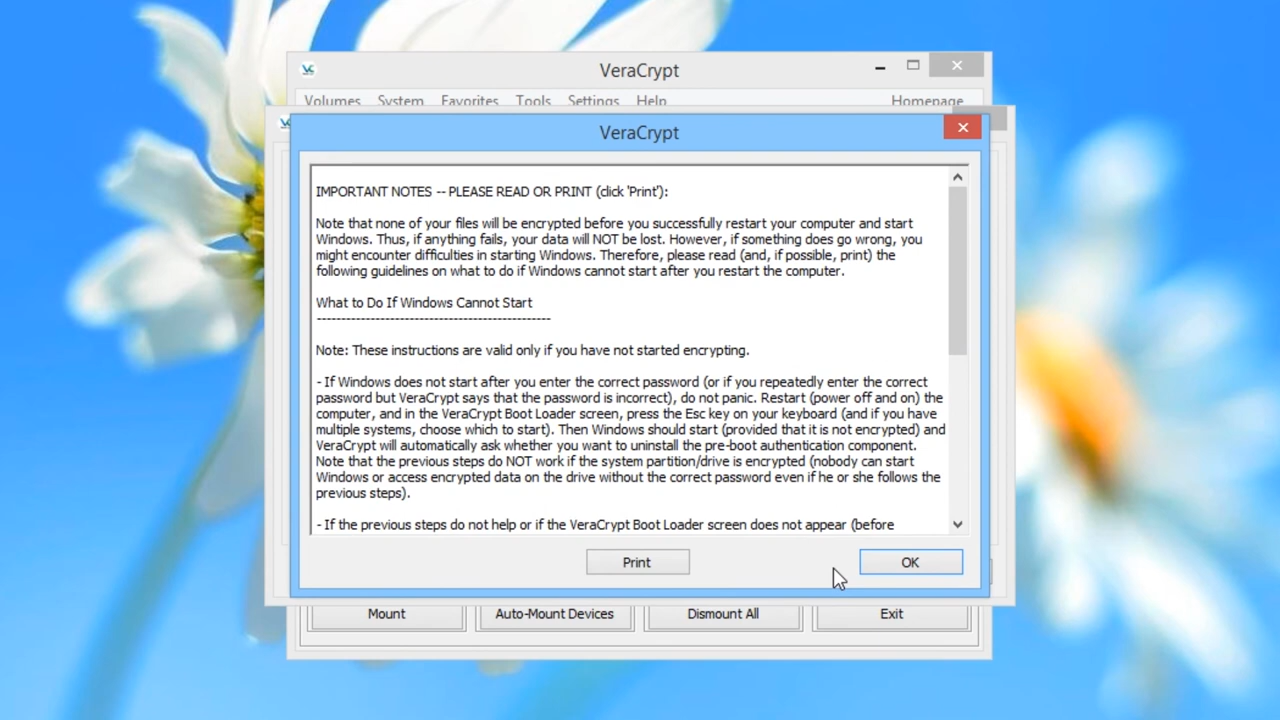 VeraCrypt
Volumes System Favorites Tools Settings Help Homepage
VeraCrypt
IMPORTANT NOTES -- PLEASE READ OR PRINT (click 'Print'):
Note that none of your files will be encrypted before you successfully restart your computer and start
Windows. Thus, if anything fails, your data will NOT be lost. However, if something does go wrong, you
might encounter difficulties in starting Windows. Therefore, please read (and, if possible, print) the
following guidelines on what to do if Windows cannot start after you restart the computer.
What to Do If Windows Cannot Start
------------------------------------------------
Note: These instructions are valid only if you have not started encrypting.
- If Windows does not start after you enter the correct password (or if you repeatedly enter the correct
password but VeraCrypt says that the password is incorrect), do not panic. Restart (power off and on) the
computer, and in the VeraCrypt Boot Loader screen, press the Esc key on your keyboard (and if you have
multiple systems, choose which to start). Then Windows should start (provided that it is not encrypted) and
VeraCrypt will automatically ask whether you want to uninstall the pre-boot authentication component.
Note that the previous steps do NOT work if the system partition/drive is encrypted (nobody can start
Windows or access encrypted data on the drive without the correct password even if he or she follows the
previous steps).
- If the previous steps do not help or if the VeraCrypt Boot Loader screen does not appear (before
Print
OK
Mount
Auto-Mount Devices
Dismount All
Exit